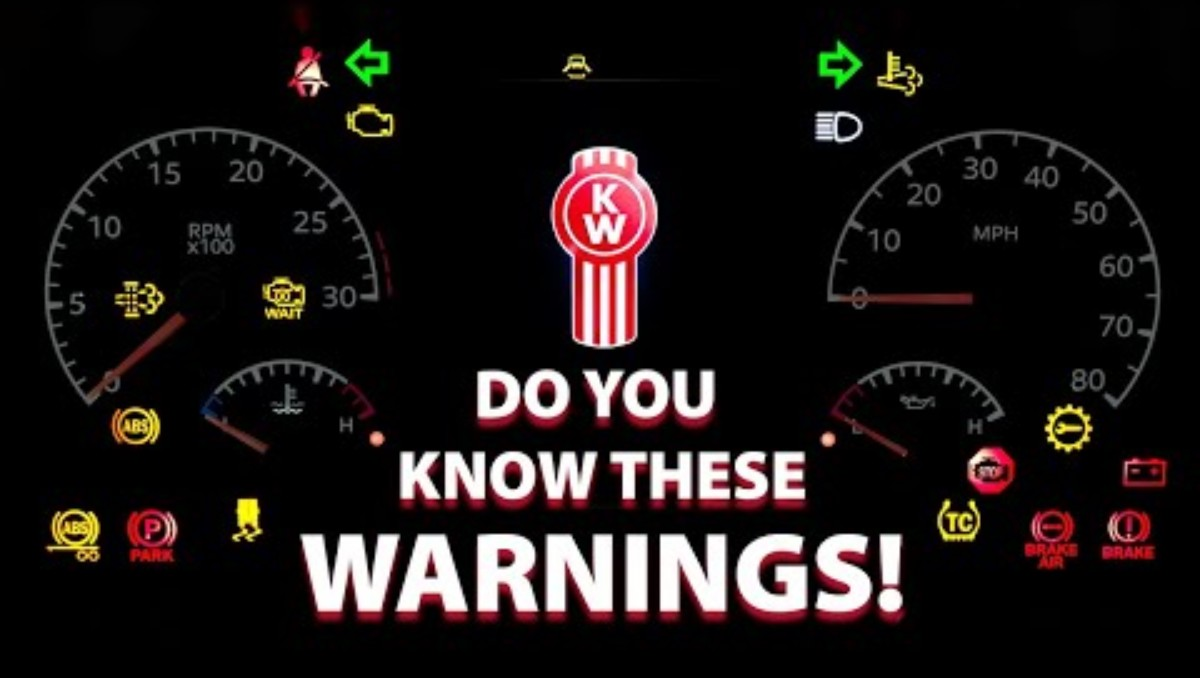 15
20
10
25
RPM
x100
5
30
WAIT
0
ABS
H
ABS
P
PARK
K
W
DO YOU
KNOW THESE
WARNINGS!
30
20
40
10
50
MPH
60
0
70
80
L
H
STOP
TC
BRAKE
AIR
BRAKE